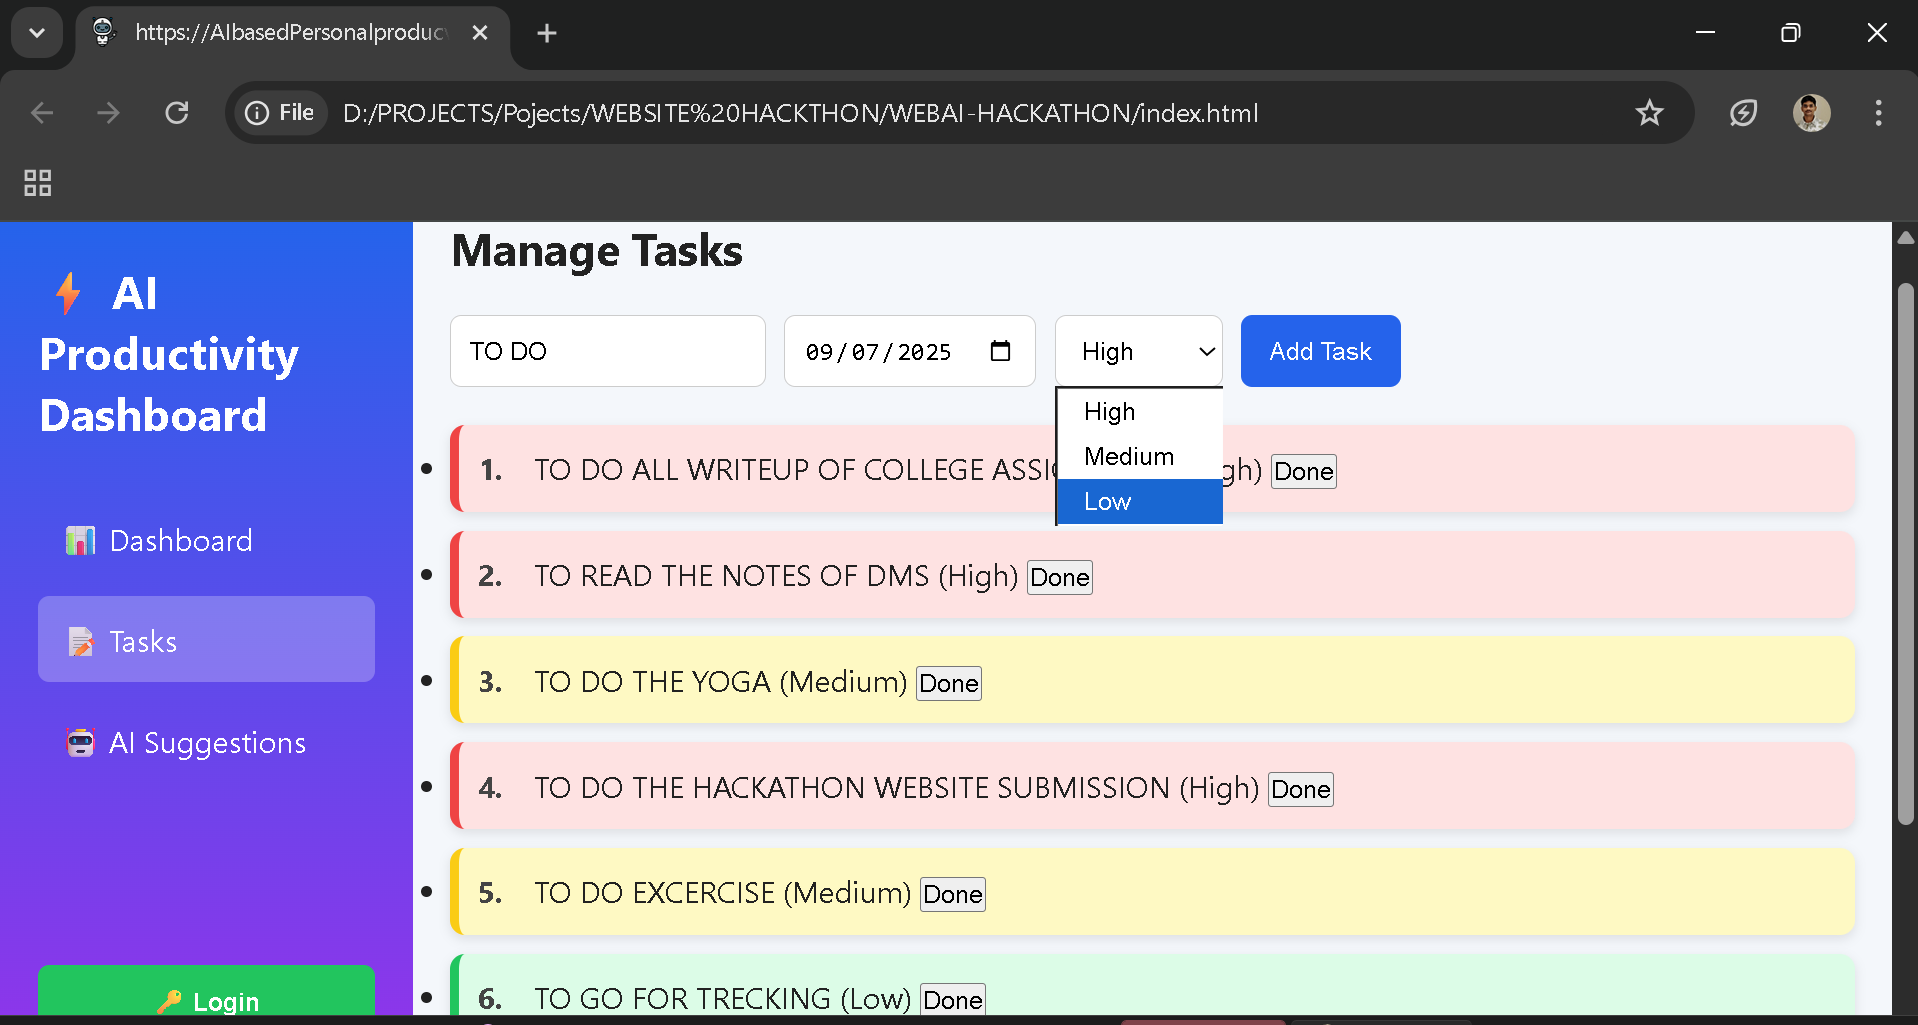 https://AIbasedPersonalproduc
File D:/PROJECTS/Pojects/WEBSITE%20HACKTHON/WEBAI-HACKATHON/index.html
AI
Productivity
Dashboard
Dashboard
Tasks
AI Suggestions
Login
Manage Tasks
TO DO 09/07/2025 High Add Task
High
Medium
Low
1. TO DO ALL WRITEUP OF COLLEGE Done
2. TO READ THE NOTES OF DMS (High) Done
3. TO DO THE YOGA (Medium) Done
4. TO DO THE HACKATHON WEBSITE SUBMISSION (High) Done
5. TO DO EXCERCISE (Medium) Done
6. TO GO FOR TRECKING (Low) Done